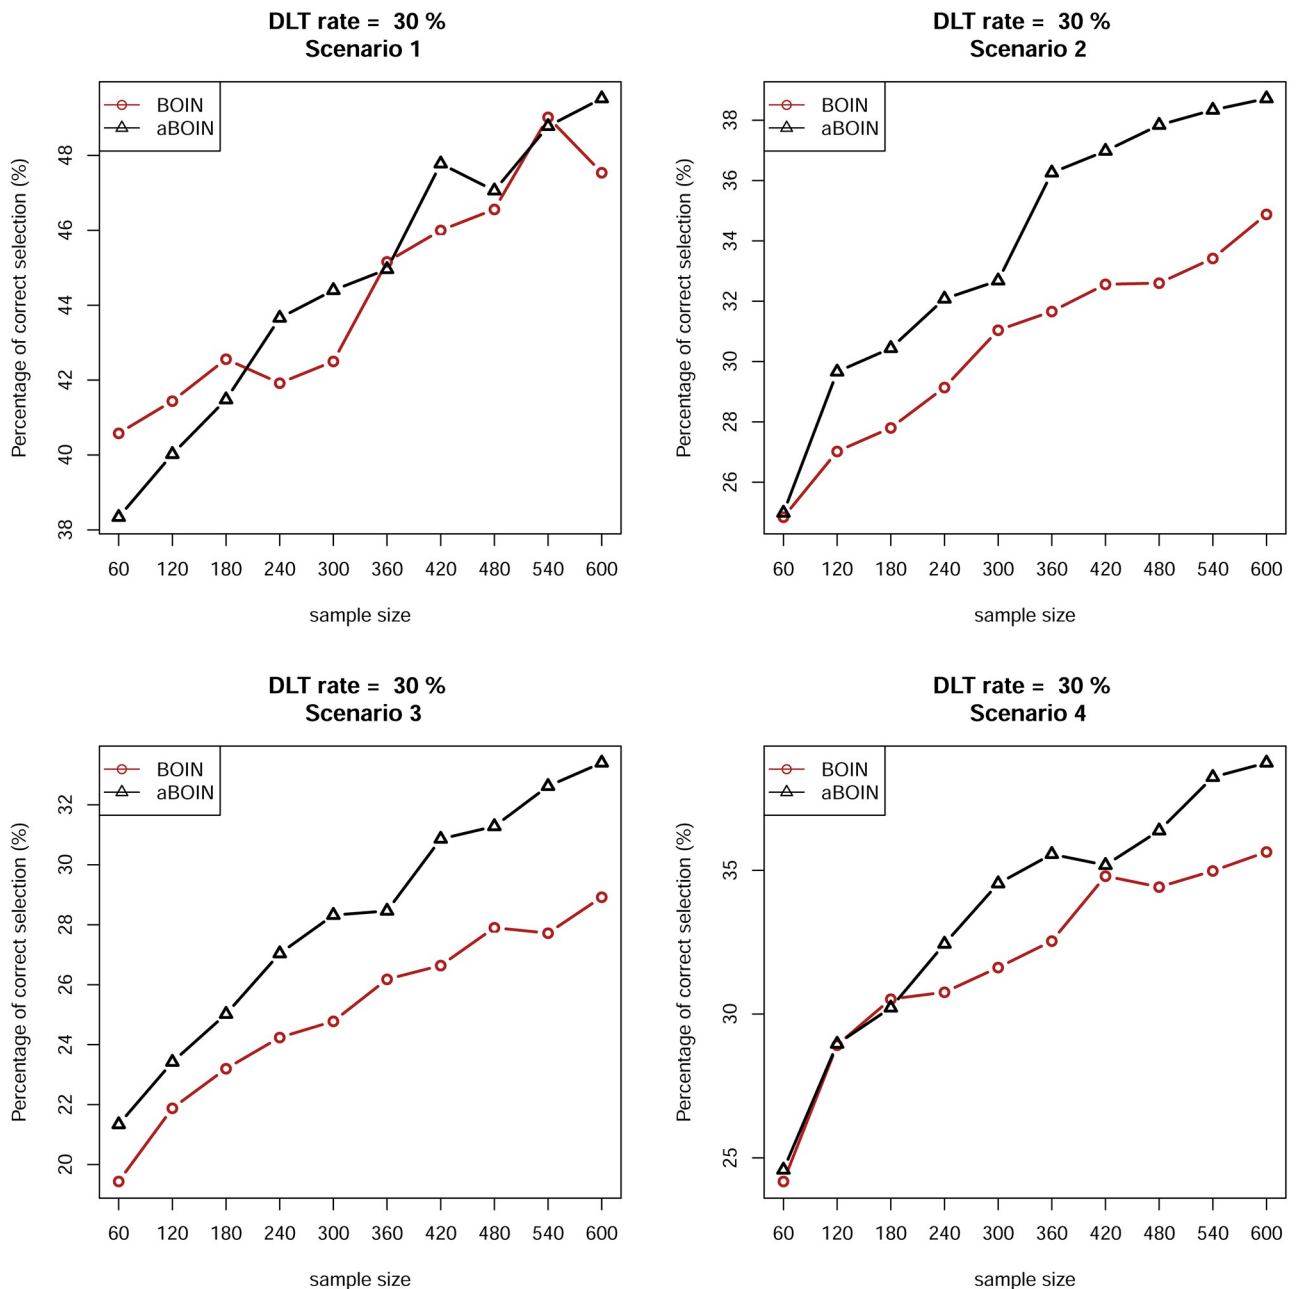 DLT rate = 30 %
Scenario 1
BOIN
aBOIN
Percentage of correct selection (%)
48
46
44
42
40
38
60 120 180 240 300 360 420 480 540 600
sample size
DLT rate = 30 %
Scenario 2
BOIN
aBOIN
Percentage of correct selection (%)
38
36
34
32
30
28
26
60 120 180 240 300 360 420 480 540 600
sample size
DLT rate = 30 %
Scenario 3
BOIN
aBOIN
Percentage of correct selection (%)
32
30
28
26
24
22
20
60 120 180 240 300 360 420 480 540 600
sample size
DLT rate = 30 %
Scenario 4
BOIN
aBOIN
Percentage of correct selection (%)
35
30
25
60 120 180 240 300 360 420 480 540 600
sample size